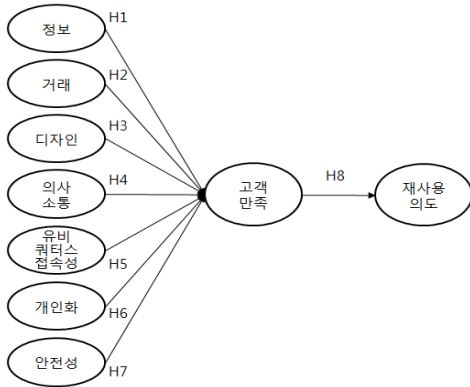 정보
H1
거래
H2
디자인
H3
의사
소통
H4
유비
쿼터스
접속성
H5
개인화
H6
안전성
H7
고객
만족
H8
재사용
의도